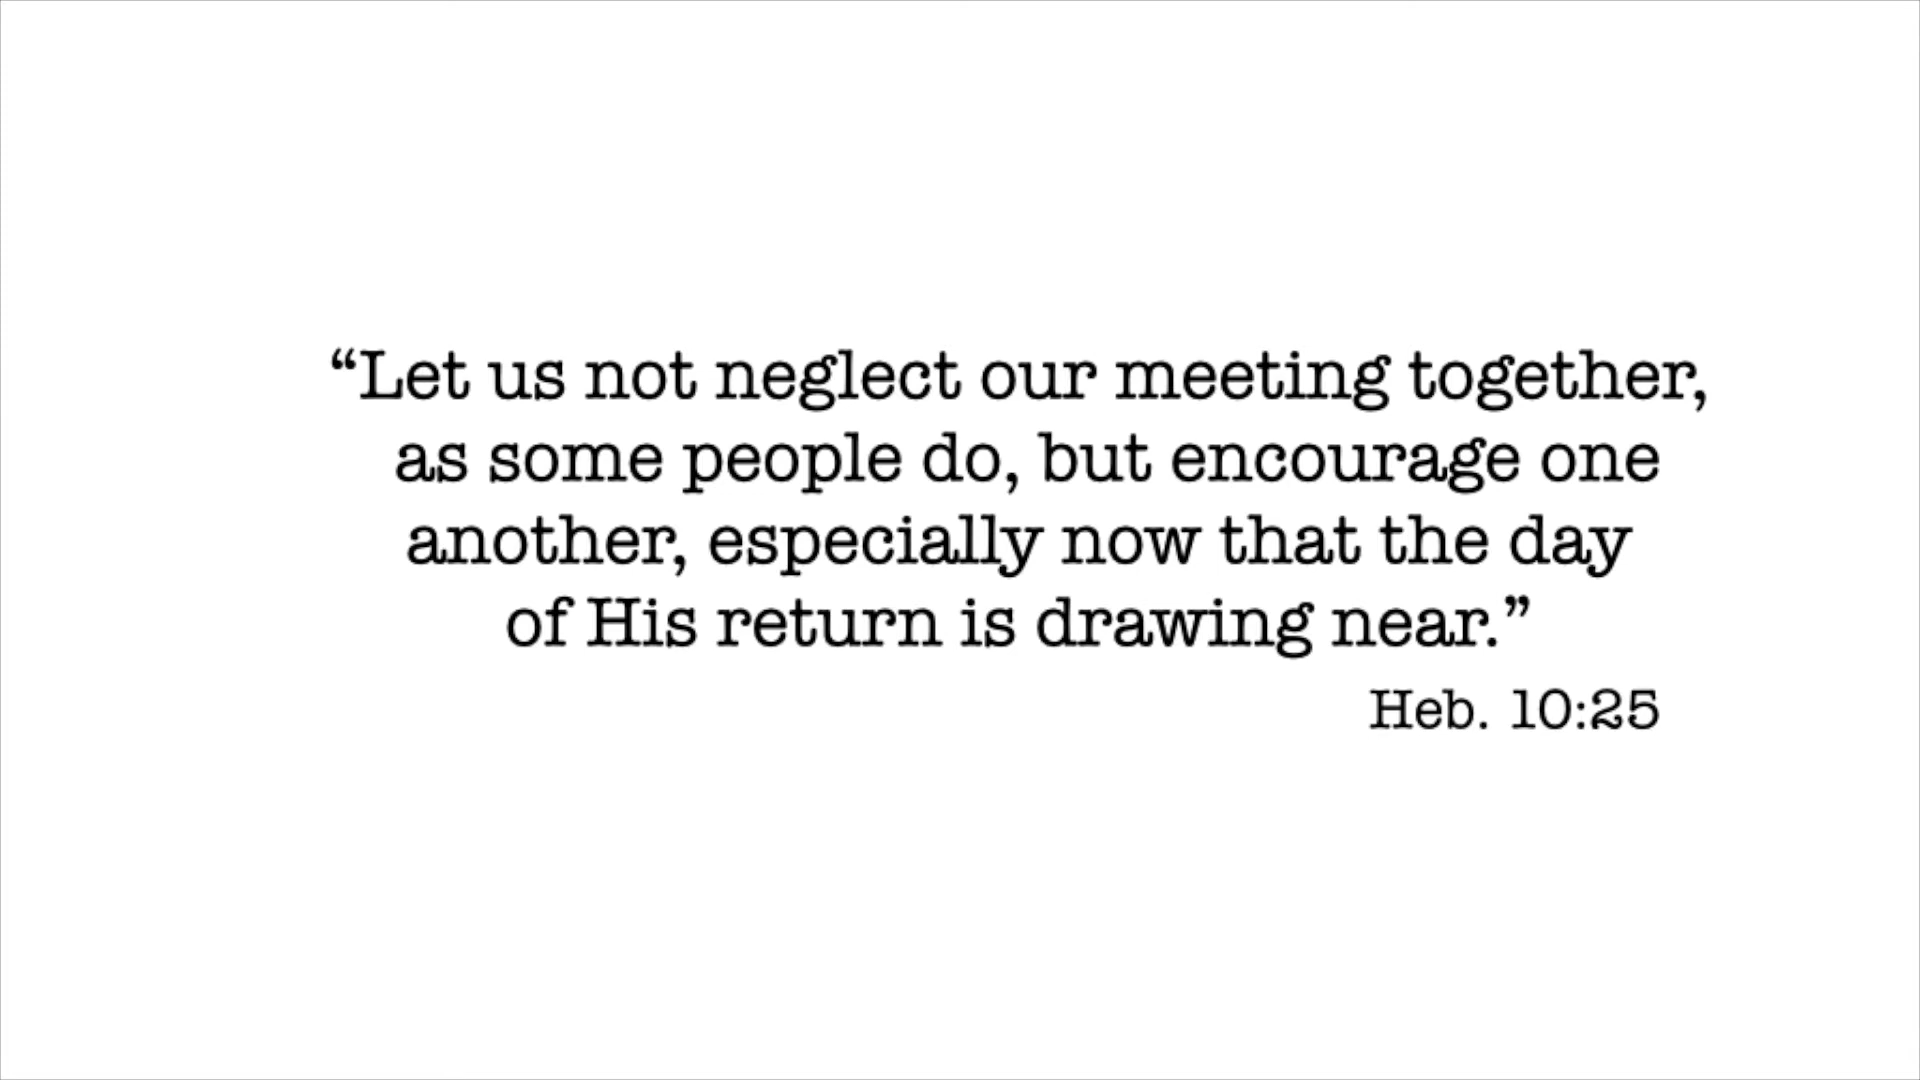 “Let us not neglect our meeting together,
as some people do, but encourage one
another, especially now that the day
of His return is drawing near.”
Heb. 10:25